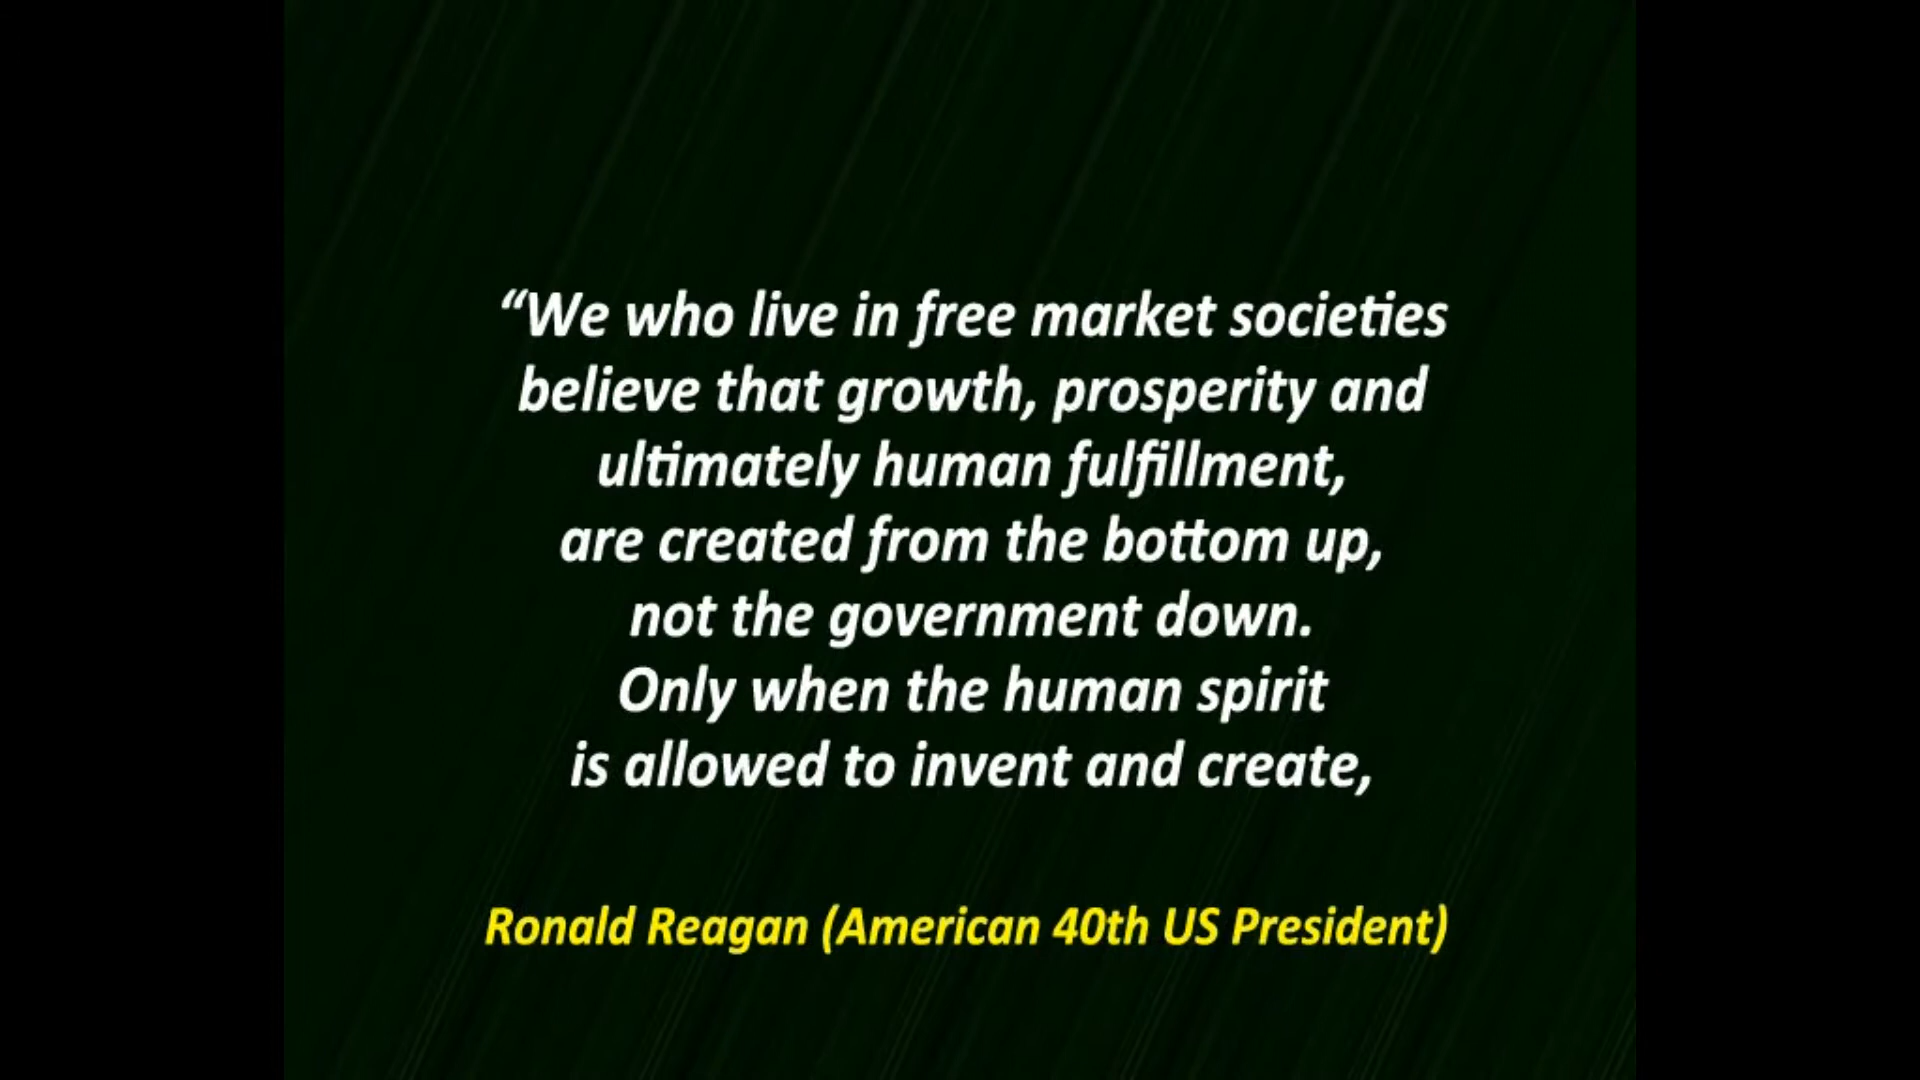 “We who live in free market societies
believe that growth, prosperity and
ultimately human fulfillment,
are created from the bottom up,
not the government down.
Only when the human spirit
is allowed to invent and create,
Ronald Reagan (American 40th US President)